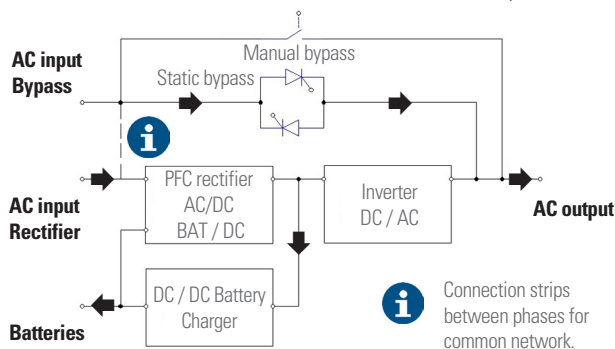 Manual bypass
AC input
Bypass
Static bypass
i
AC input
Rectifier
PFC rectifier
AC/DC
BAT / DC
Inverter
DC / AC
AC output
Batteries
DC / DC Battery
Charger
i
Connection strips
between phases for
common network.